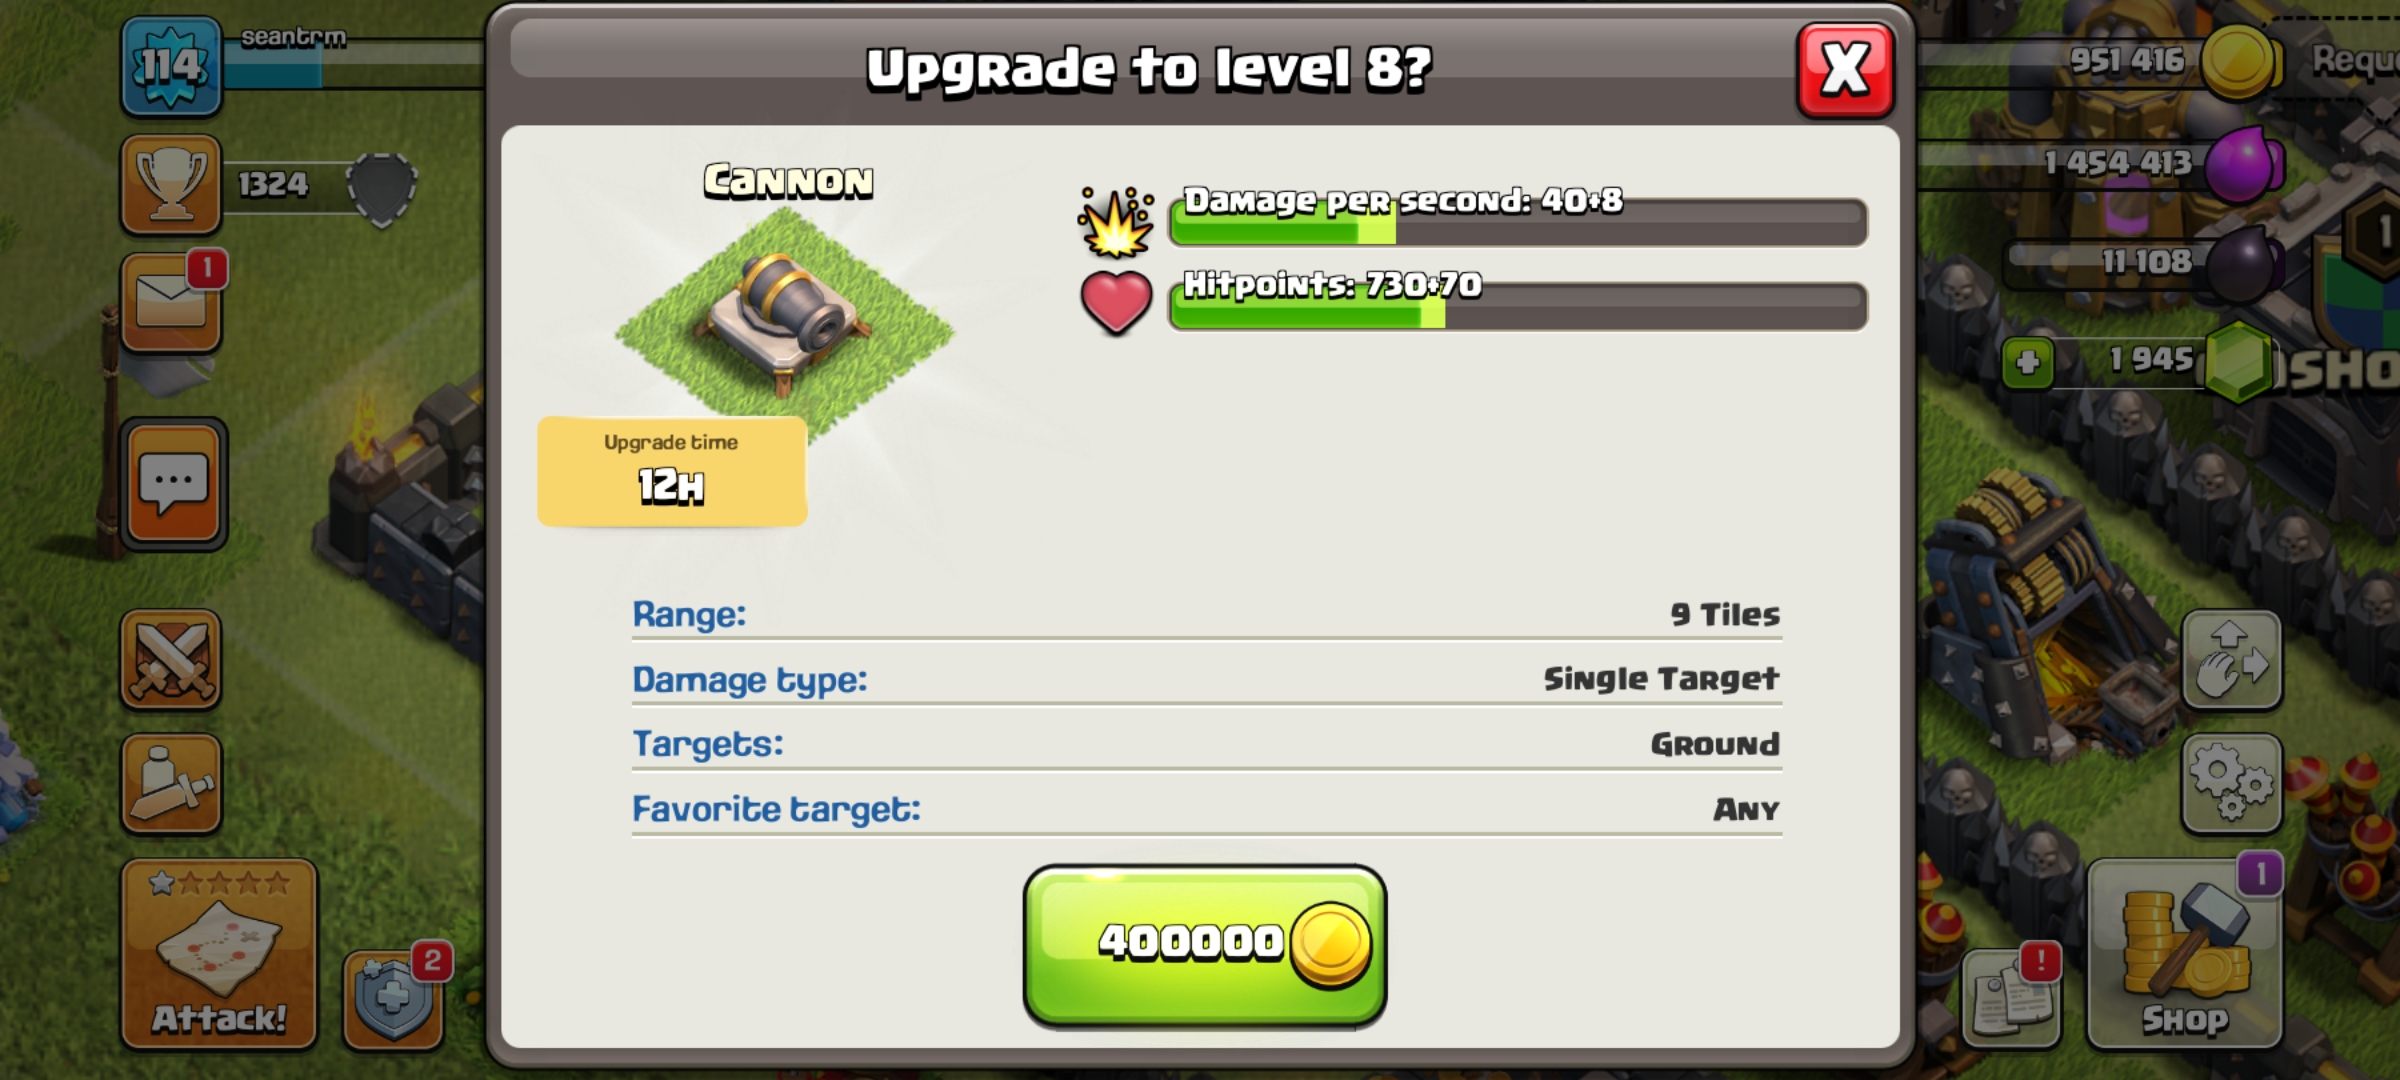 114
seantrm
1324
1
Attack!
2
Upgrade to level 8?
X
Cannon
Damage per second: 40+8
Hitpoints: 730+70
Upgrade time
12H
Range: 9 Tiles
Damage type: Single Target
Targets: Ground
Favorite target: Any
400000
951 416
1 454 413
11 108
1 945
1
!
1
Shop